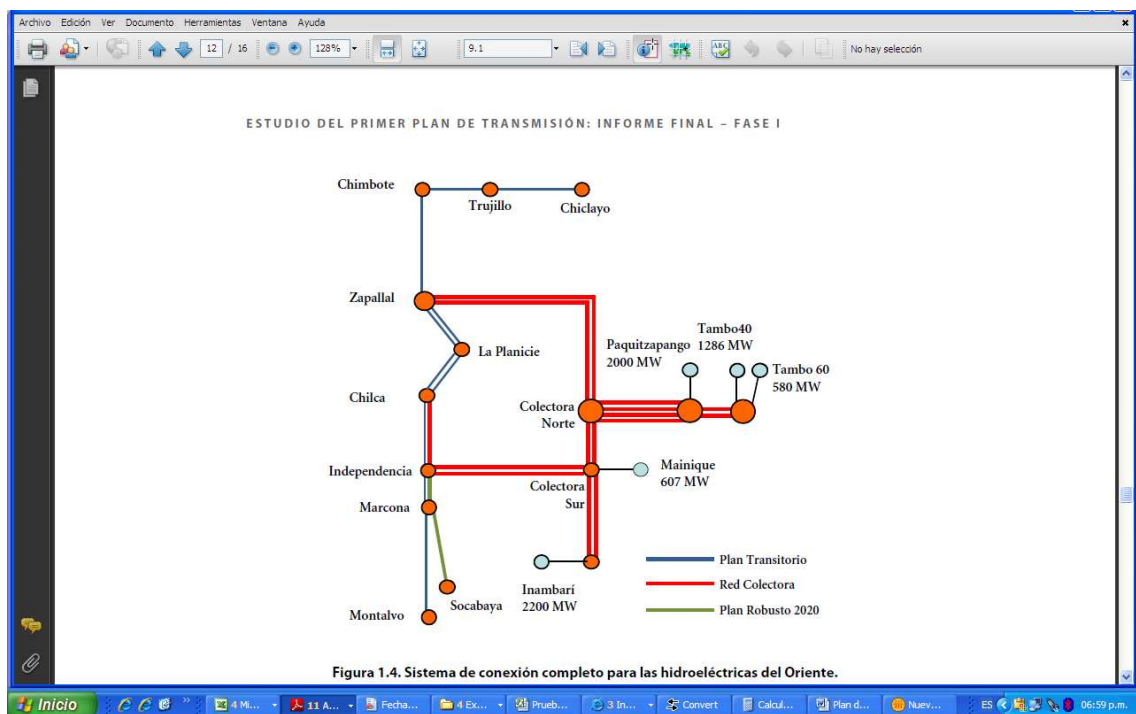 Archivo Edición Ver Documento Herramientas Ventana Ayuda
12 / 16 128% 9.1 No hay selección
ESTUDIO DEL PRIMER PLAN DE TRANSMISIÓN: INFORME FINAL – FASE I
Chimbote
Trujillo
Chiclayo
Zapallal
La Planicie
Paquitzapango
2000 MW
Tambo40
1286 MW
Tambo 60
580 MW
Chilca
Colectora
Norte
Independencia
Mainique
607 MW
Colectora
Sur
Marcona
Inambarí
2200 MW
Socabaya
Montalvo
Plan Transitorio
Red Colectora
Plan Robusto 2020
Figura 1.4. Sistema de conexión completo para las hidroeléctricas del Oriente.
Inicio 4 Mi... 11 A... Fecha... 4 Ex... Prueb... 3 In... Convert Calcul... Plan d... Nuev... ES 06:59 p.m.